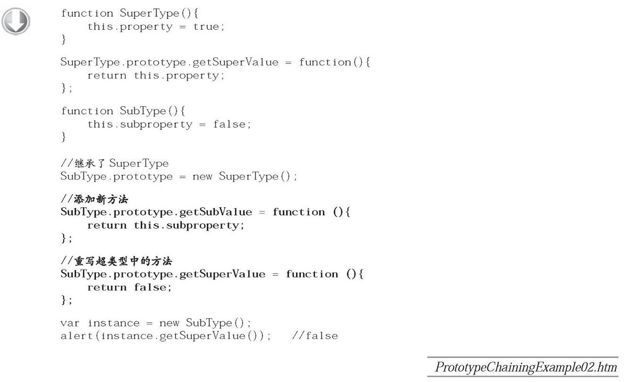 function SuperType(){
    this.property = true;
}
SuperType.prototype.getSuperValue = function(){
    return this.property;
};
function SubType(){
    this.subproperty = false;
}
//继承了 SuperType
SubType.prototype = new SuperType();
//添加新方法
SubType.prototype.getSubValue = function (){
    return this.subproperty;
};
//重写超类型中的方法
SubType.prototype.getSuperValue = function (){
    return false;
};
var instance = new SubType();
alert(instance.getSuperValue());   //false
PrototypeChainingExample02.htm